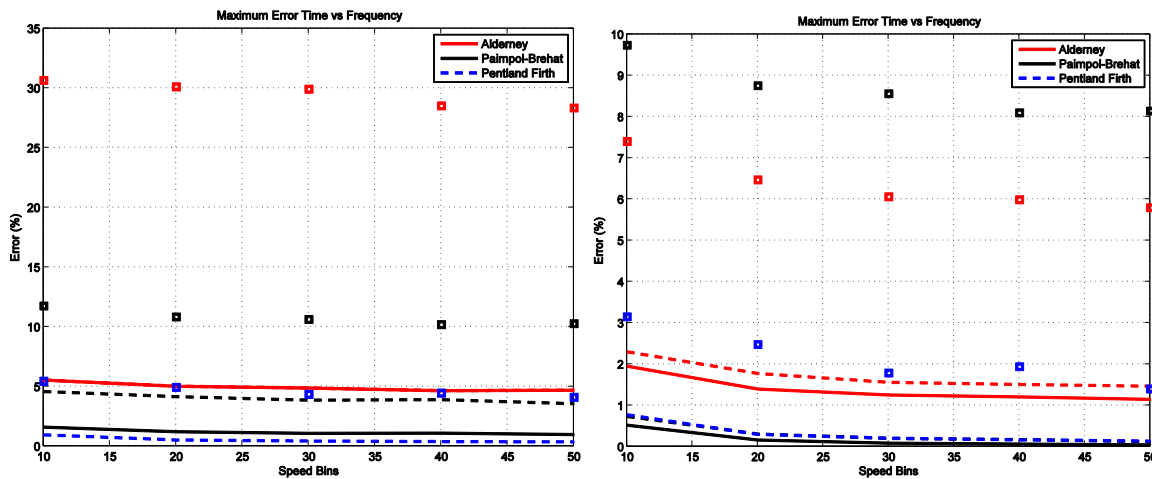 Maximum Error Time vs Frequency
35
30
25
20
15
10
5
0
Error (%)
Alderney
Paimpol-Brehat
Pentland Firth
10 15 20 25 30 35 40 45 50
Speed Bins
Maximum Error Time vs Frequency
10
9
8
7
6
5
4
3
2
1
0
Error (%)
Alderney
Paimpol-Brehat
Pentland Firth
10 15 20 25 30 35 40 45 50
Speed Bins